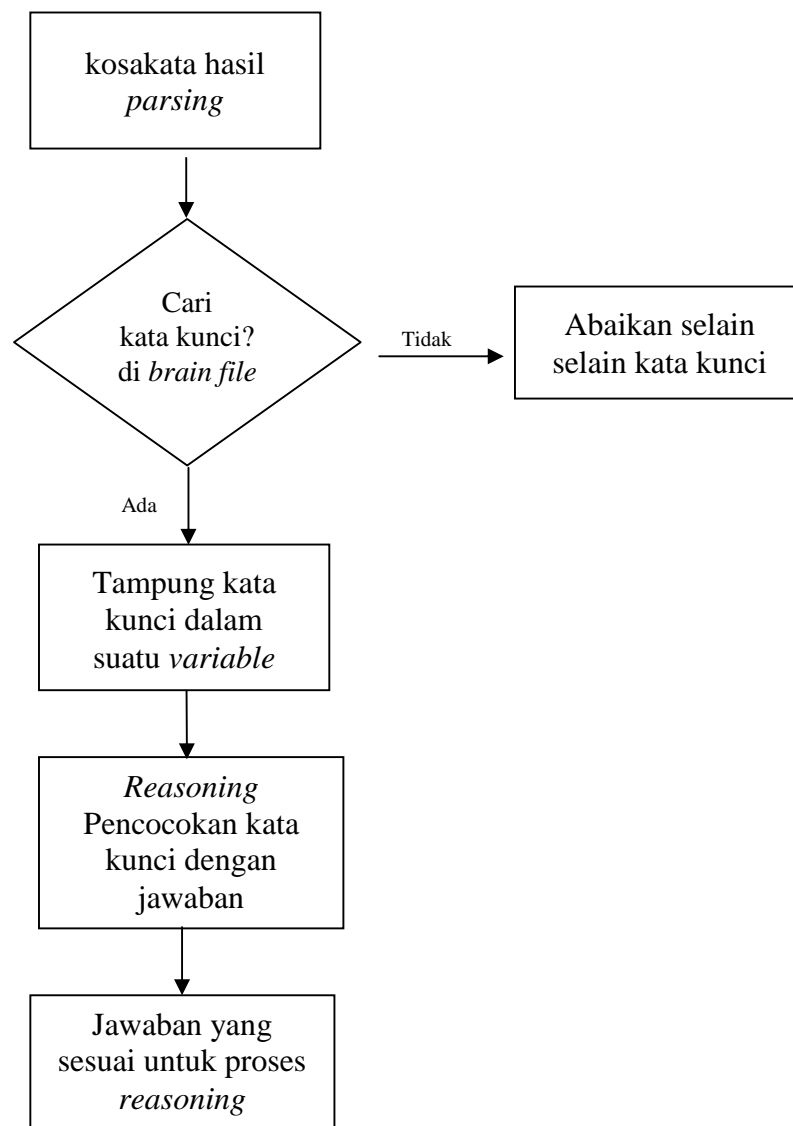 kosakata hasil
parsing
Cari
kata kunci?
di brain file
Tidak
Abaikan selain
selain kata kunci
Ada
Tampung kata
kunci dalam
suatu variable
Reasoning
Pencocokan kata
kunci dengan
jawaban
Jawaban yang
sesuai untuk proses
reasoning